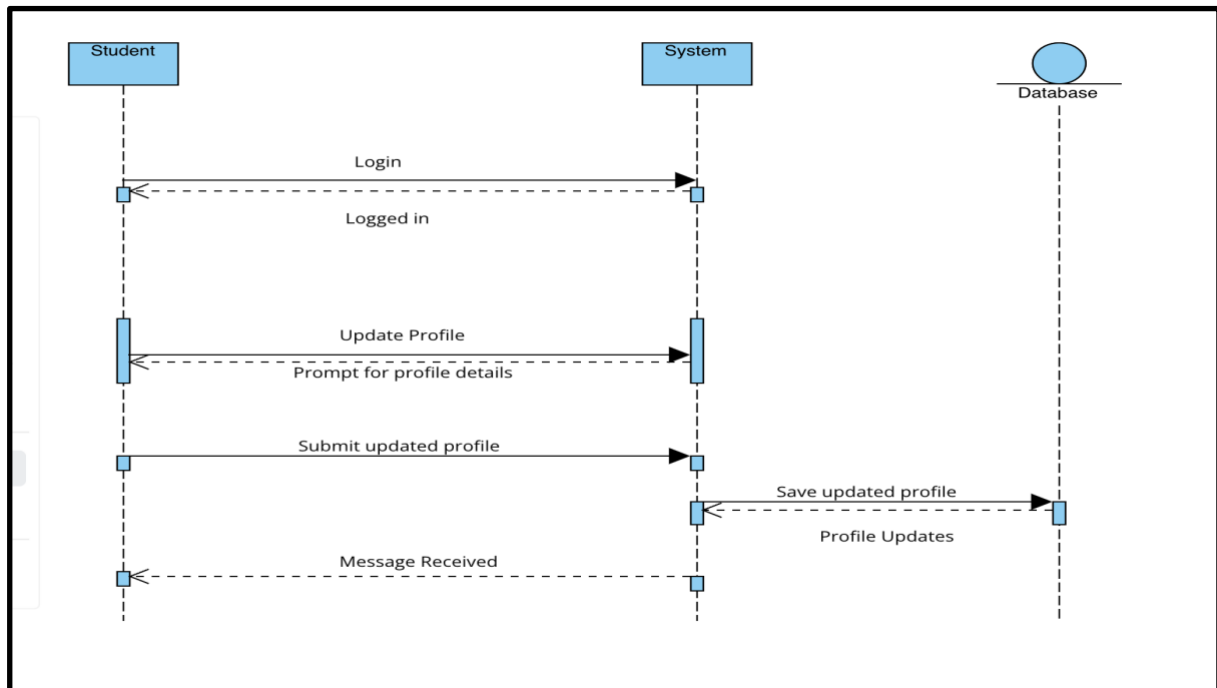 Student
System
Database
Login
Logged in
Update Profile
Prompt for profile details
Submit updated profile
Save updated profile
Profile Updates
Message Received